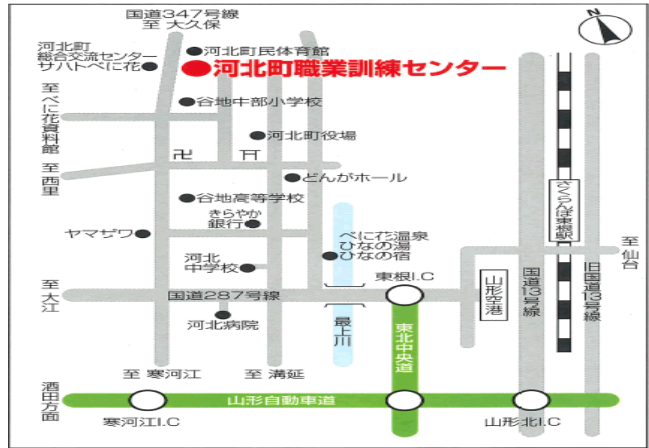 国道347号線
至 大久保
河北町
総合交流センター
サハトべに花
河北町民体育館
河北町職業訓練センター
至べに花資料館
谷地中部小学校
河北町役場
卍
至西里
どんがホール
谷地高等学校
きらやか
銀行
ヤマザワ
べに花温泉
ひなの湯
ひなの宿
河北
中学校
さくらんぼ東根駅
至仙台
東根I.C
至大江
国道287号線
山形空港
国道13号線
旧国道13号線
河北病院
最上川
東北中央道
至 寒河江
至 溝延
酒田方面
山形自動車道
寒河江I.C
山形北I.C
N